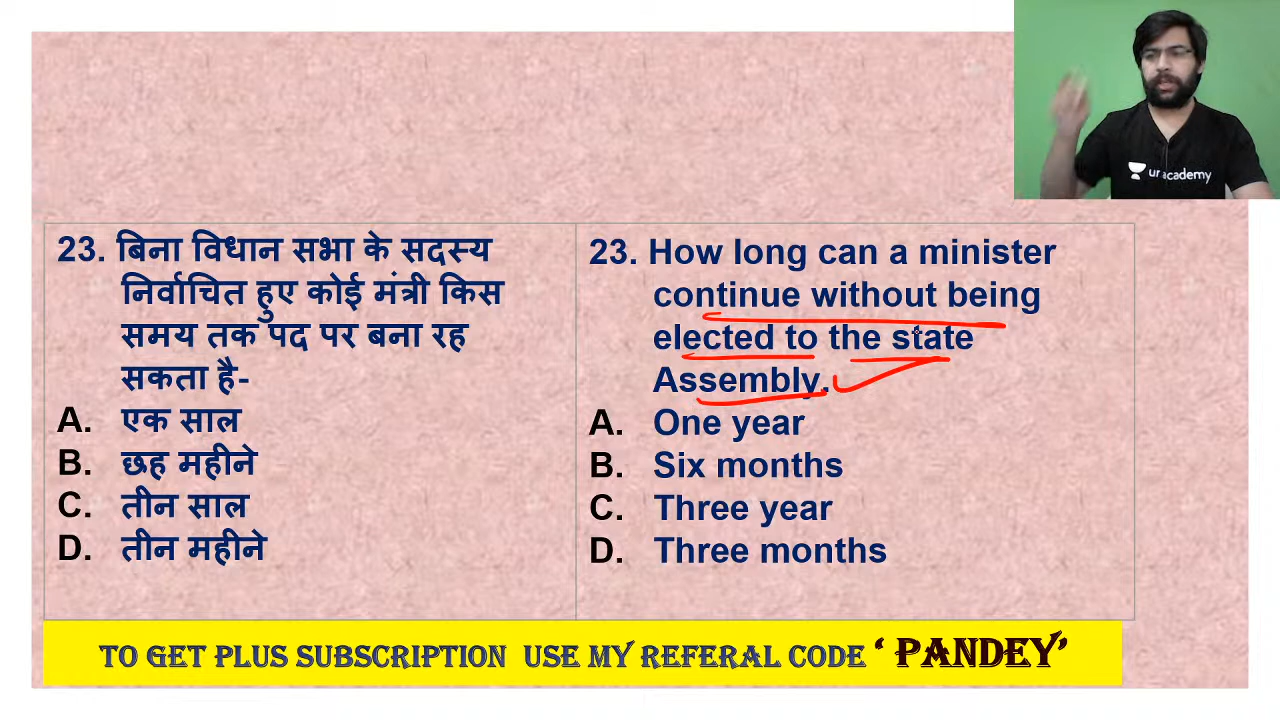 unacademy
23. बिना विधान सभा के सदस्य
निर्वाचित हुए कोई मंत्री किस
समय तक पद पर बना रह
सकता है-
A. एक साल
B. छह महीने
C. तीन साल
D. तीन महीने
23. How long can a minister
continue without being
elected to the state
Assembly.
A. One year
B. Six months
C. Three year
D. Three months
TO GET PLUS SUBSCRIPTION USE MY REFERAL CODE ‘ PANDEY’